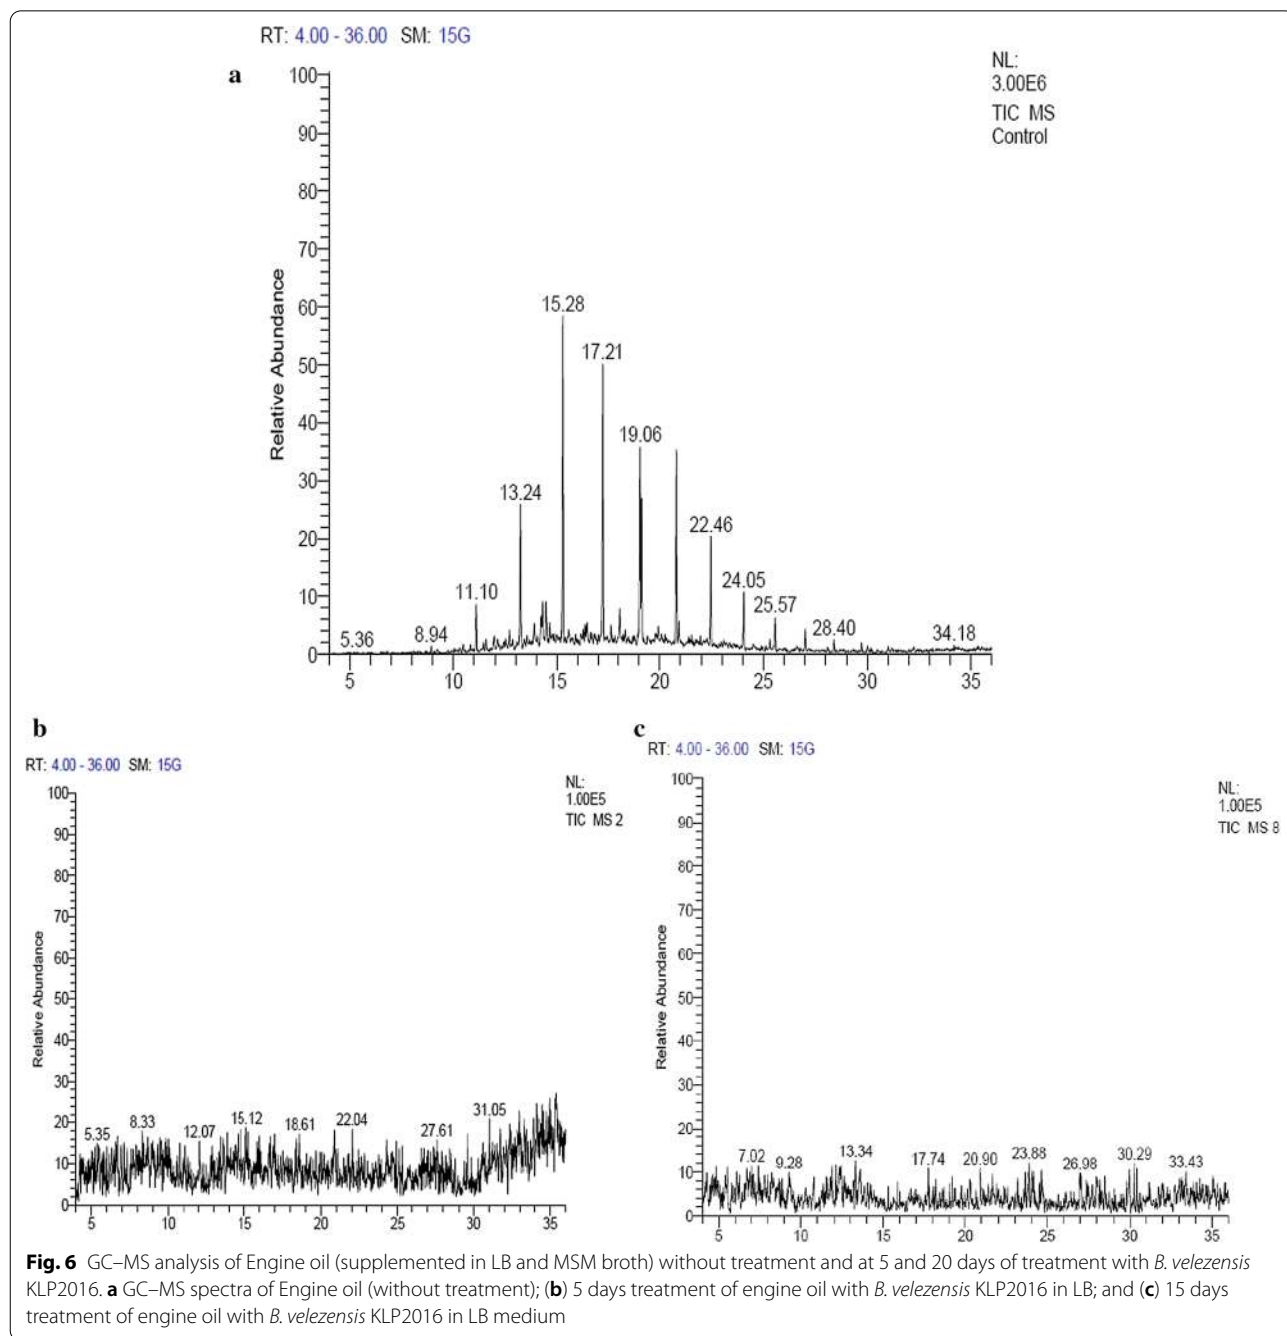 RT: 4.00 - 36.00 SM: 15G
a
NL:
3.00E6
TIC MS
Control
100
90
80
70
60
50
40
30
20
10
0
Relative Abundance
5.36
8.94
11.10
13.24
15.28
17.21
19.06
22.46
24.05
25.57
28.40
34.18
5 10 15 20 25 30 35
b
RT: 4.00 - 36.00 SM: 15G
NL:
1.00E5
TIC MS 2
100
90
80
70
60
50
40
30
20
10
0
Relative Abundance
5.35
8.33
12.07
15.12
18.61
22.04
27.61
31.05
5 10 15 20 25 30 35
c
RT: 4.00 - 36.00 SM: 15G
NL:
1.00E5
TIC MS 8
100
90
80
70
60
50
40
30
20
10
0
Relative Abundance
7.02
9.28
13.34
17.74
20.90
23.88
26.98
30.29
33.43
5 10 15 20 25 30 35
Fig. 6 GC–MS analysis of Engine oil (supplemented in LB and MSM broth) without treatment and at 5 and 20 days of treatment with B. velezensis
KLP2016. a GC–MS spectra of Engine oil (without treatment); (b) 5 days treatment of engine oil with B. velezensis KLP2016 in LB; and (c) 15 days
treatment of engine oil with B. velezensis KLP2016 in LB medium